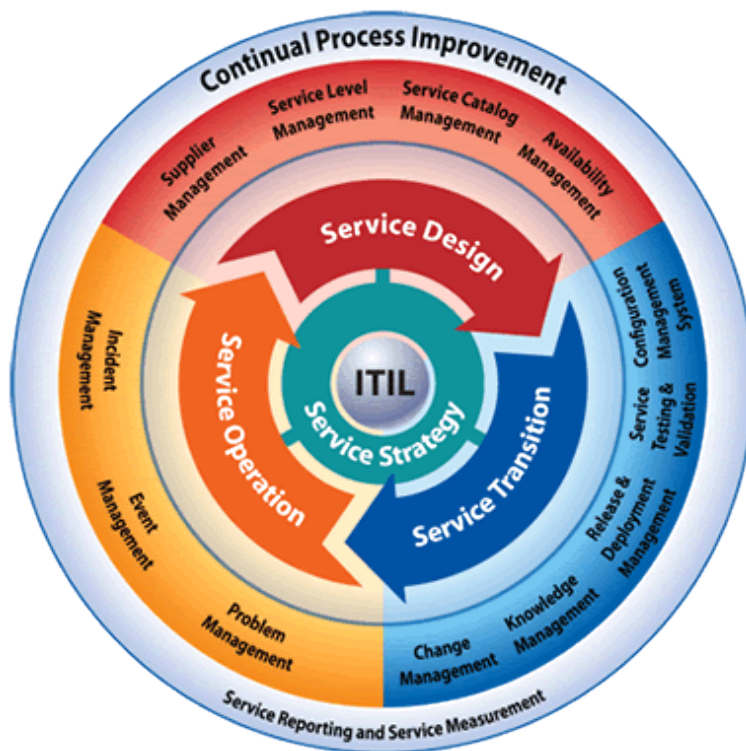 Continual Process Improvement
Supplier
Management
Service Level
Management
Service Catalog
Management
Availability
Management
Configuration
Management
System
Service
Testing &
Validation
Release &
Deployment
Management
Knowledge
Management
Change
Management
Problem
Management
Event
Management
Incident
Management
Service Design
Service Transition
Service Operation
Service Strategy
ITIL
Service Reporting and Service Measurement